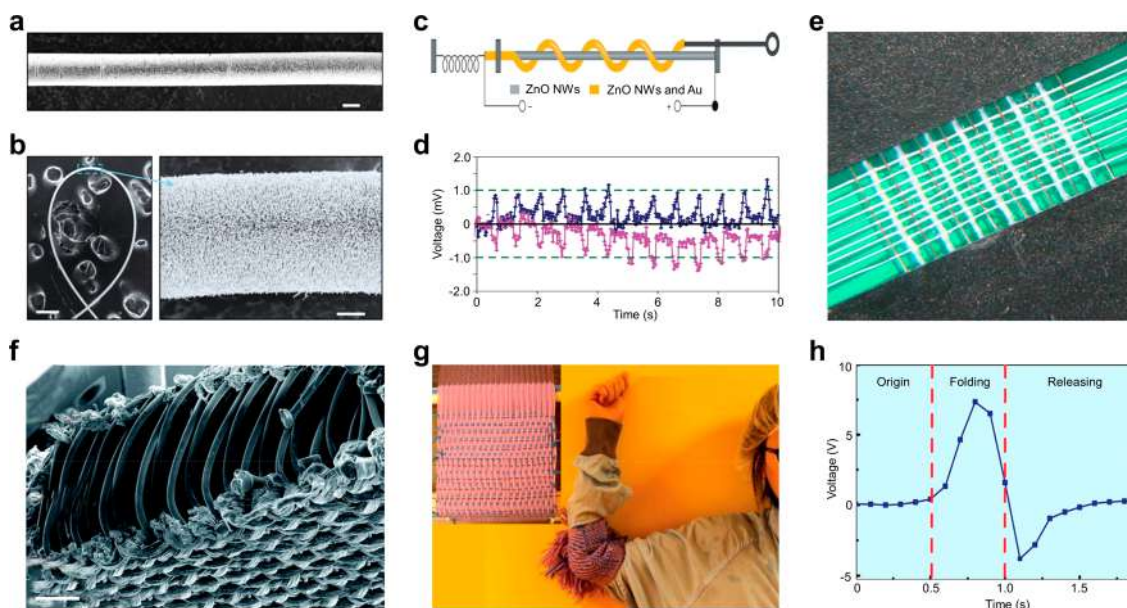 a
b
c
ZnO NWs
ZnO NWs and Au
-
+
d
2.0
1.0
0
-1.0
-2.0
Voltage (mV)
0
2
4
6
8
10
Time (s)
e
f
g
h
10
5
0
-5
Voltage (V)
Origin
Folding
Releasing
0.0
0.5
1.0
1.5
Time (s)